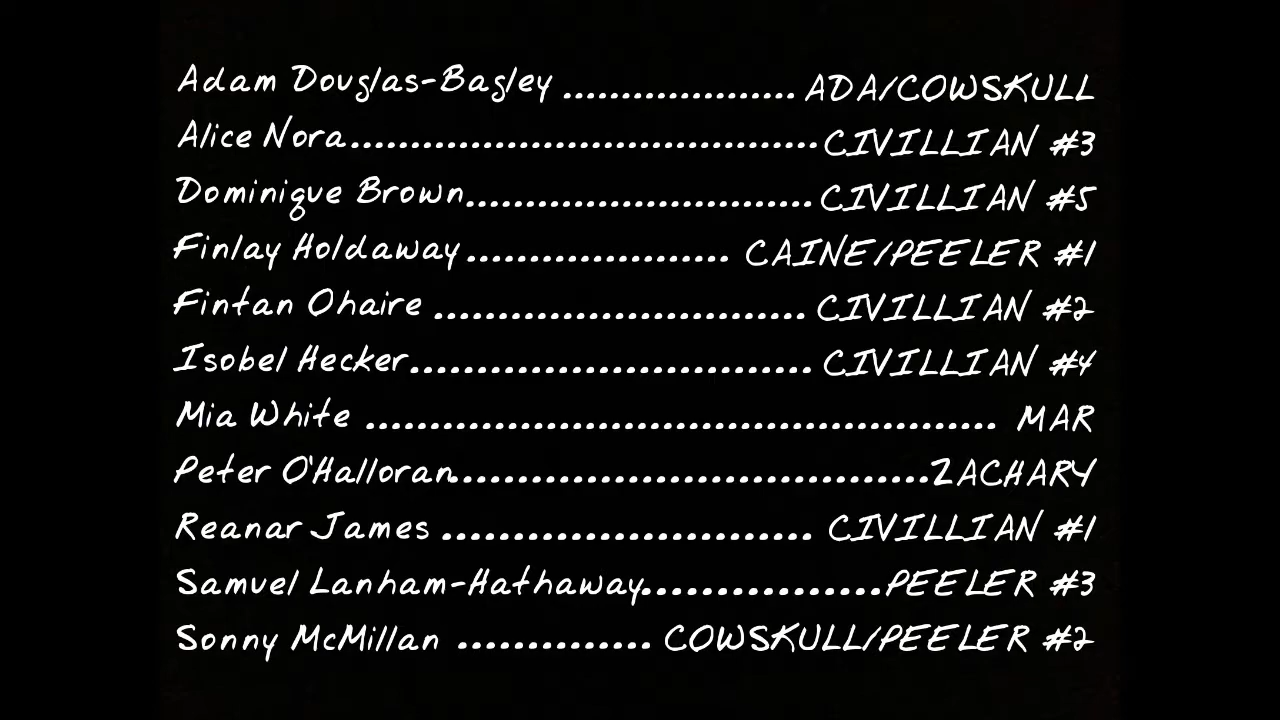 Adam Douglas-Bagley .................... ADA/COWSKULL
Alice Nora....................................... CIVILLIAN #3
Dominique Brown............................. CIVILLIAN #5
Finlay Holdaway ...................... CAINE/PEELER #1
Fintan Ohaire ............................... CIVILLIAN #2
Isobel Hecker................................. CIVILLIAN #4
Mia White .................................................... MAR
Peter O'Halloran........................................ZACHARY
Reanar James ............................... CIVILLIAN #1
Samuel Lanham-Hathaway....................PEELER #3
Sonny McMillan ................ COWSKULL/PEELER #2